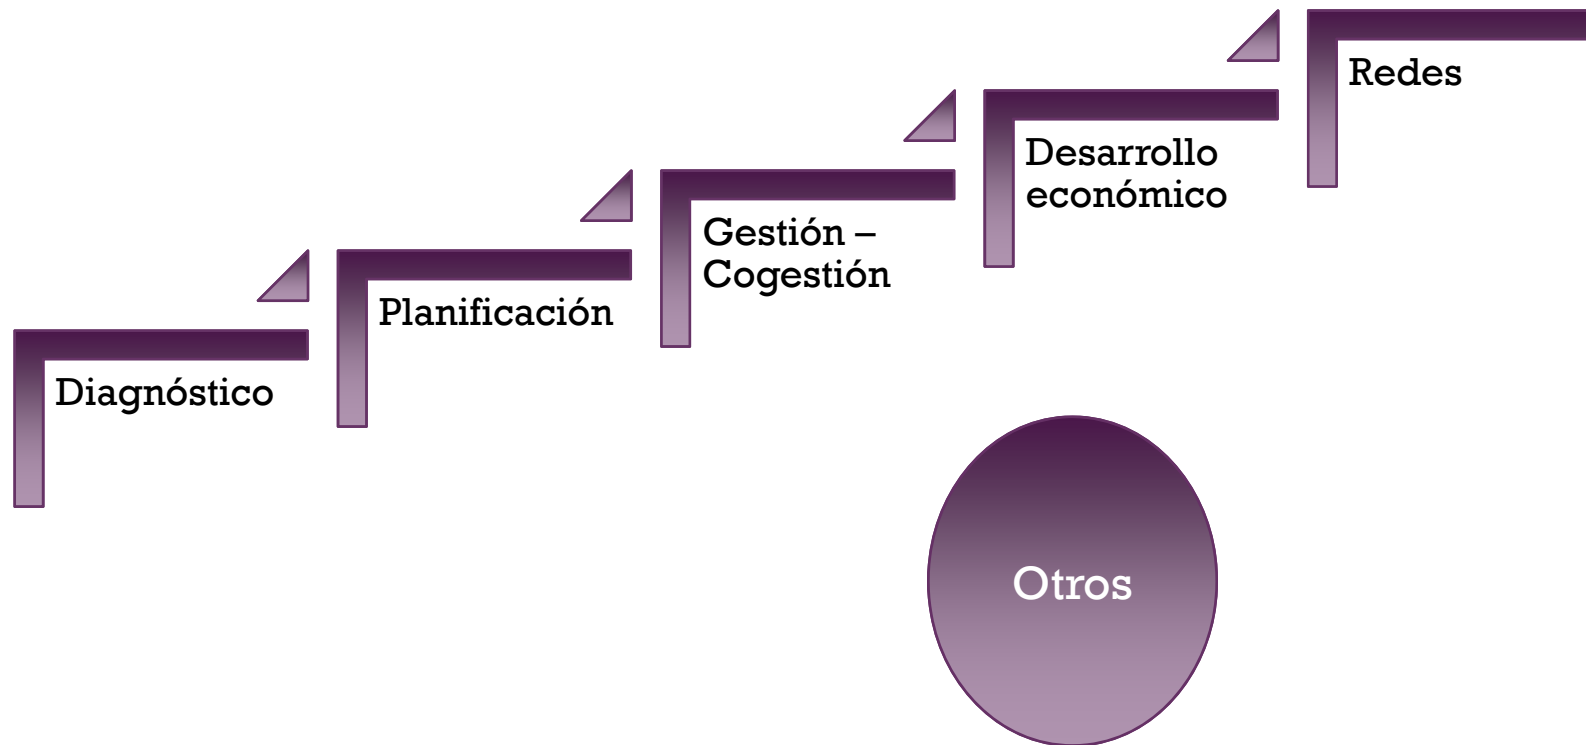 Diagnóstico
Planificación
Gestión –
Cogestión
Desarrollo
económico
Redes
Otros